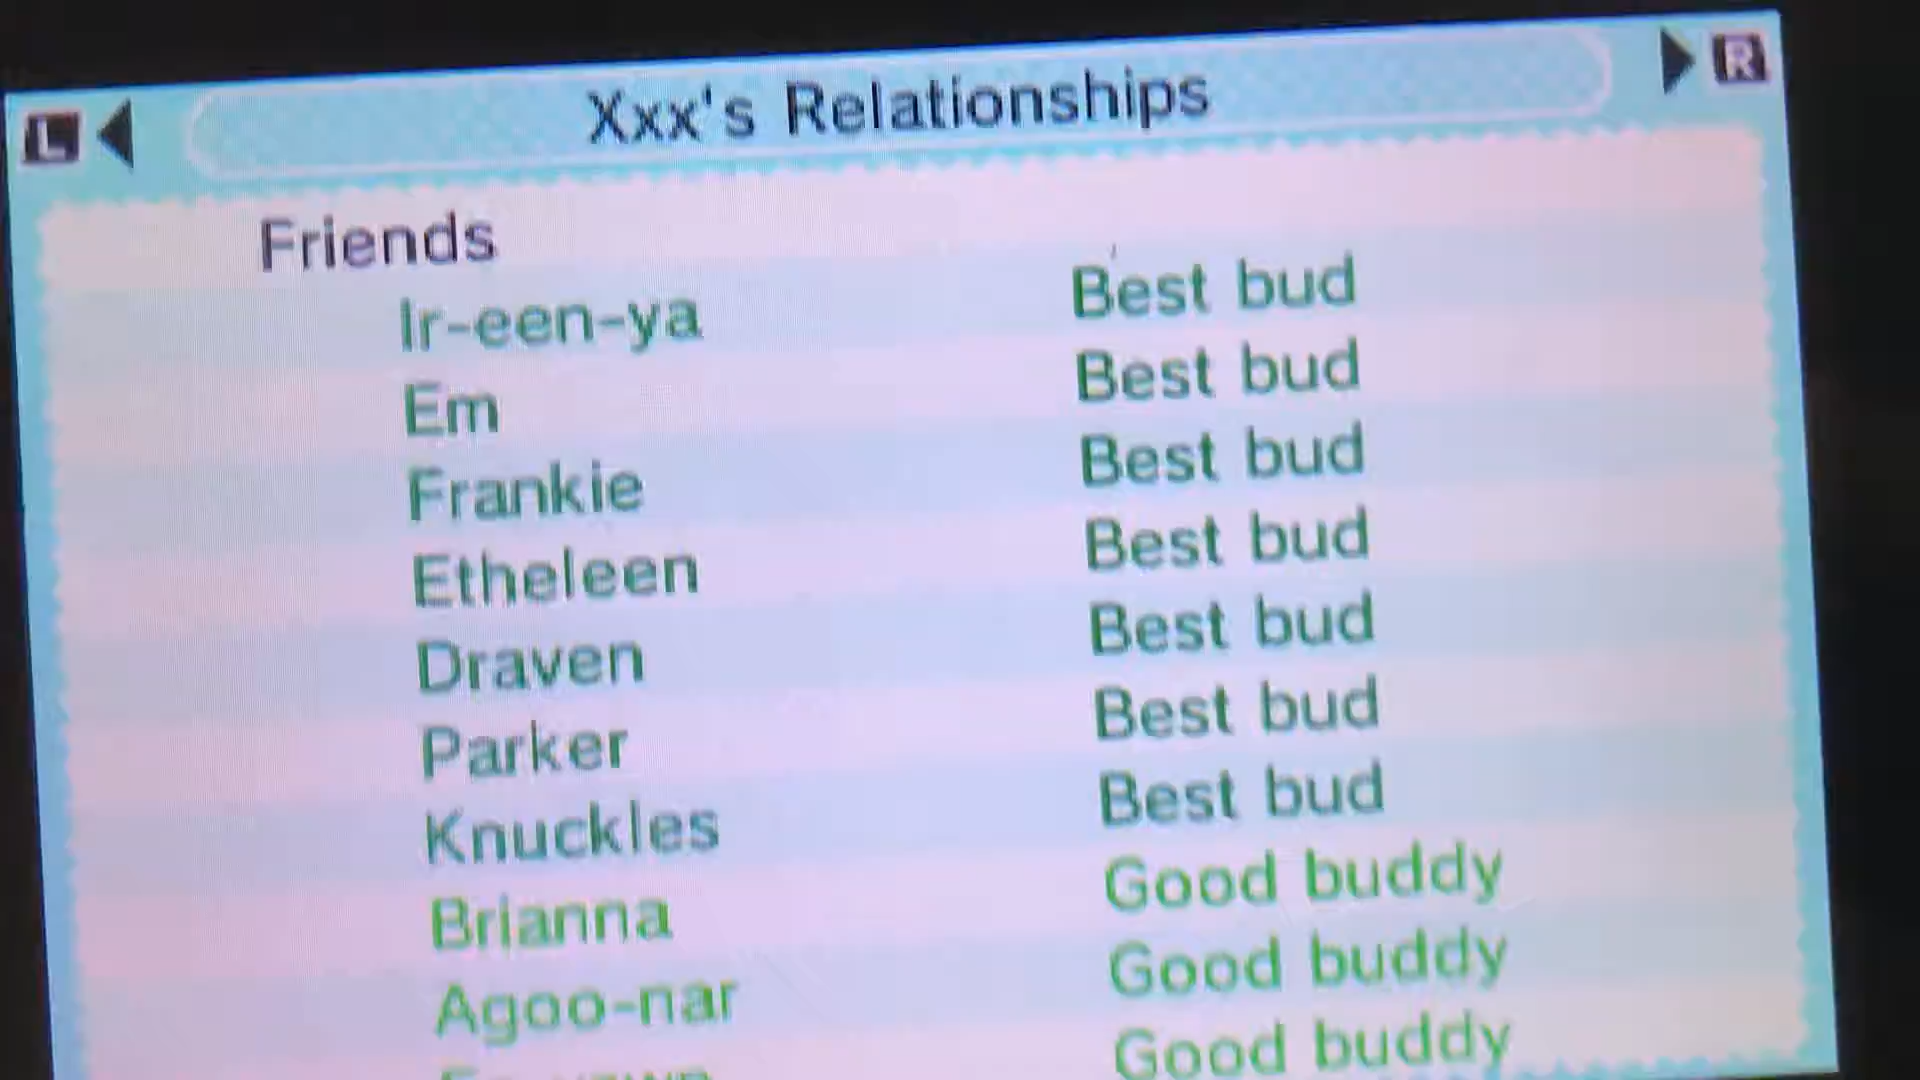 L Xxx's Relationships R
Friends
Ir-een-ya Best bud
Em Best bud
Frankie Best bud
Etheleen Best bud
Draven Best bud
Parker Best bud
Knuckles Best bud
Brianna Good buddy
Agoo-nar Good buddy
Good buddy